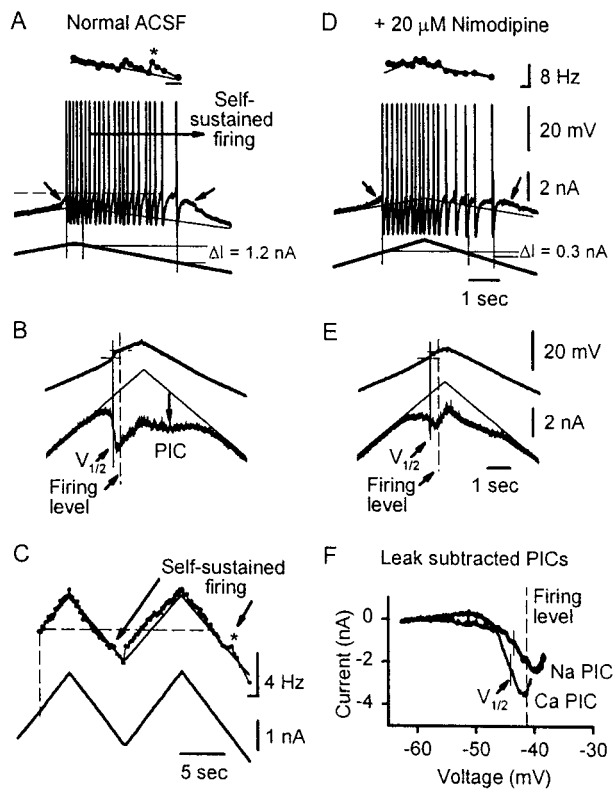 A
Normal ACSF
*
Self-
sustained
firing
ΔI = 1.2 nA
D
+ 20 μM Nimodipine
8 Hz
20 mV
2 nA
ΔI = 0.3 nA
1 sec
B
V1/2
PIC
Firing
level
E
20 mV
2 nA
V1/2
Firing
level
1 sec
C
Self-sustained
firing
*
4 Hz
1 nA
5 sec
F
Leak subtracted PICs
Firing
level
0
-2
-4
Current (nA)
Na PIC
V1/2
Ca PIC
-60
-50
-40
-30
Voltage (mV)